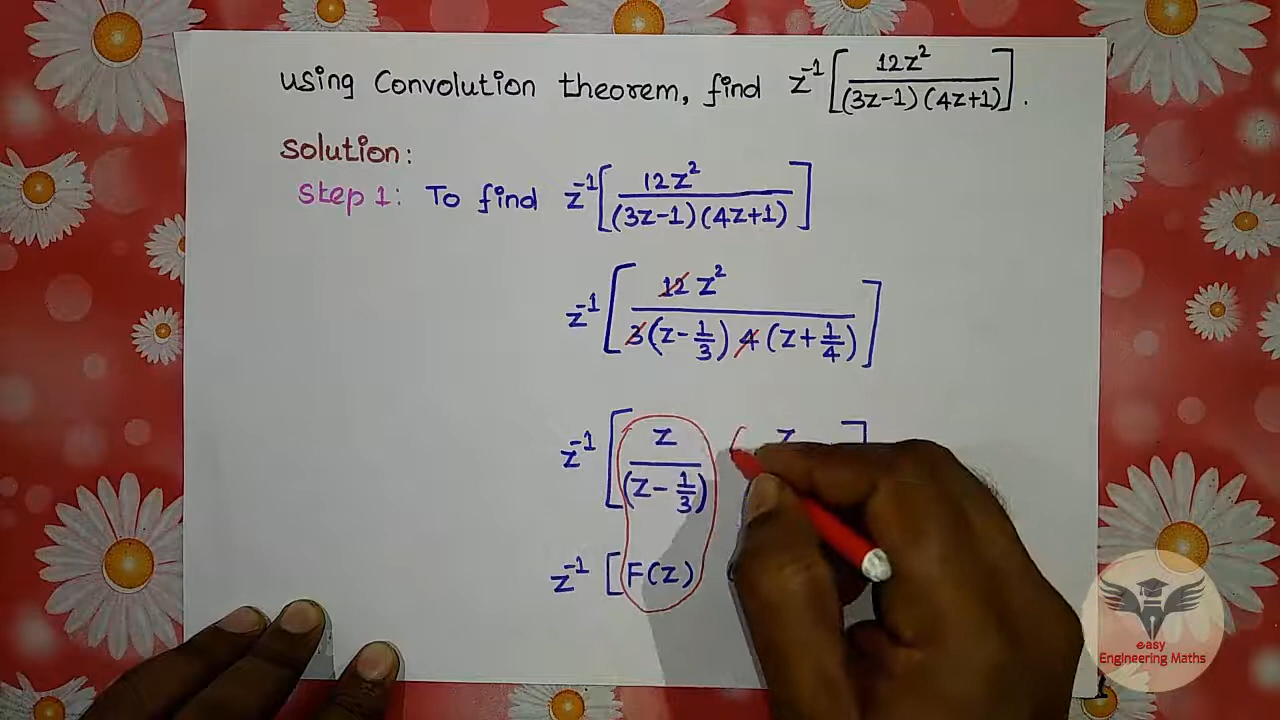 using Convolution theorem, find z⁻¹ [12z² / (3z-1)(4z+1)].
Solution:
Step 1: To find z⁻¹ [12z² / (3z-1)(4z+1)]
z⁻¹ [12z² / 3(z-1/3) 4(z+1/4)]
z⁻¹ [z / (z-1/3) z ]
z⁻¹ [F(z)
easy
Engineering Maths